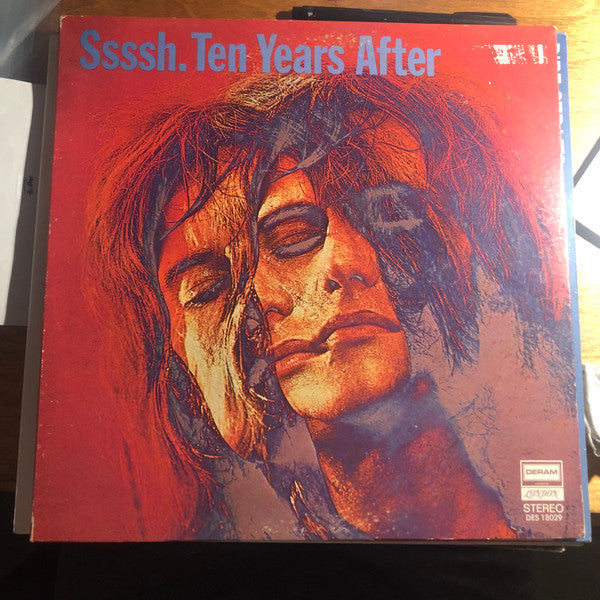 Ssssh. Ten Years After
DERAM
LONDON
STEREO
DES 18029